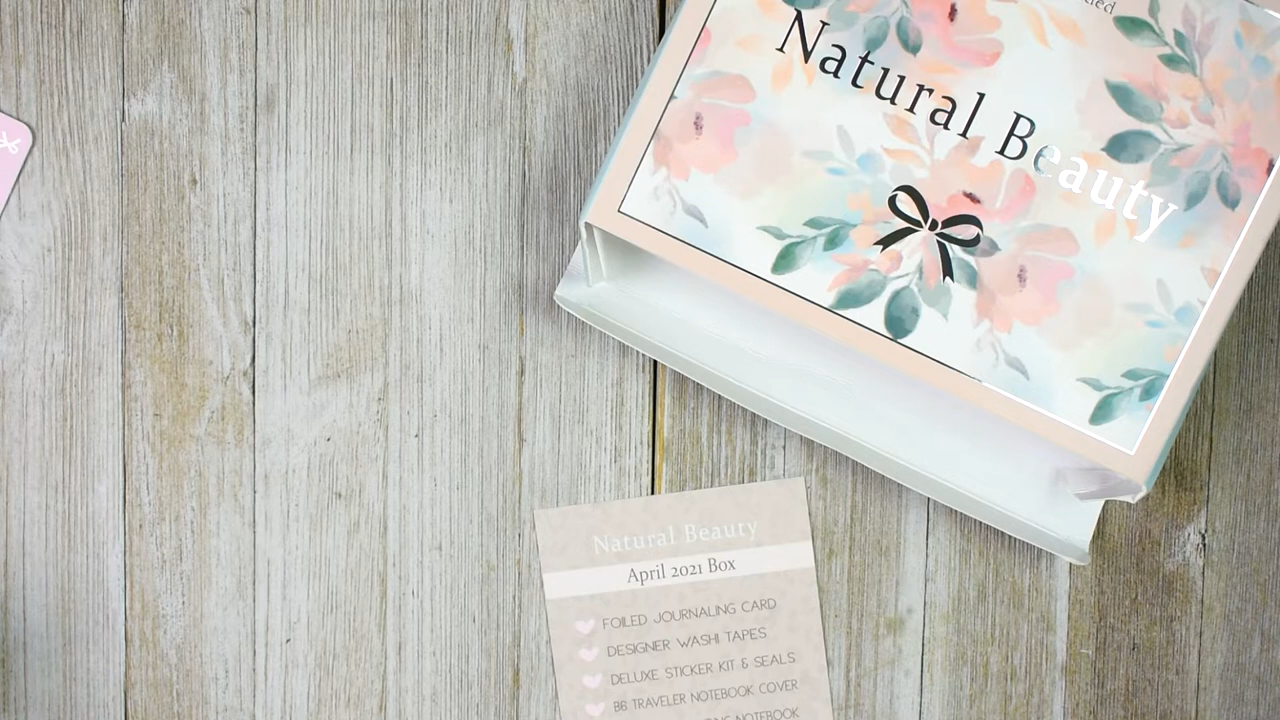 Natural Beauty
Natural Beauty
April 2021 Box
FOILED JOURNALING CARD
DESIGNER WASHI TAPES
DELUXE STICKER KIT & SEALS
B6 TRAVELER NOTEBOOK COVER
NOTEBOOK